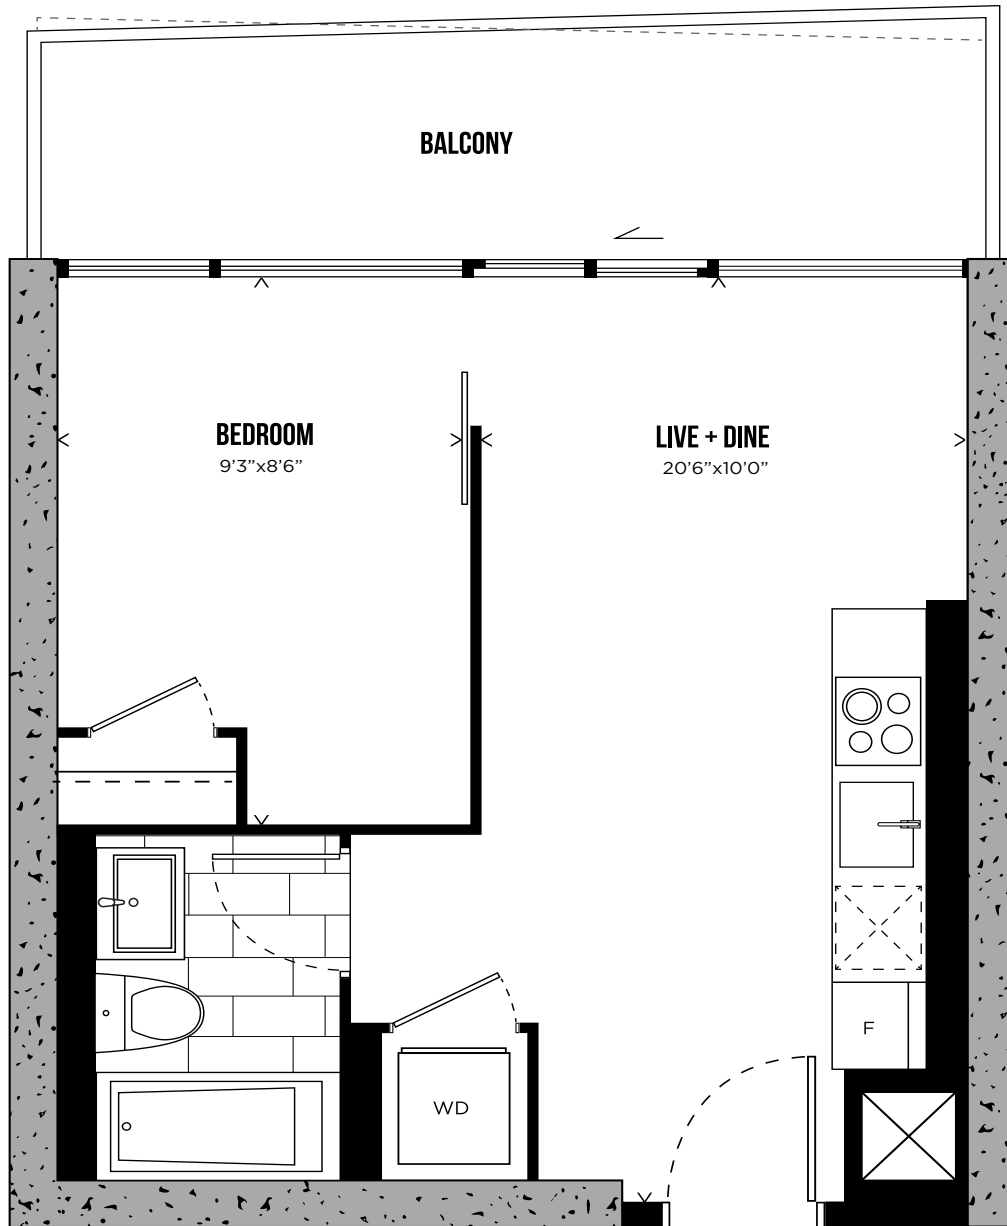 BALCONY
BEDROOM
9’3”x8’6”
LIVE + DINE
20’6”x10’0”
F
WD